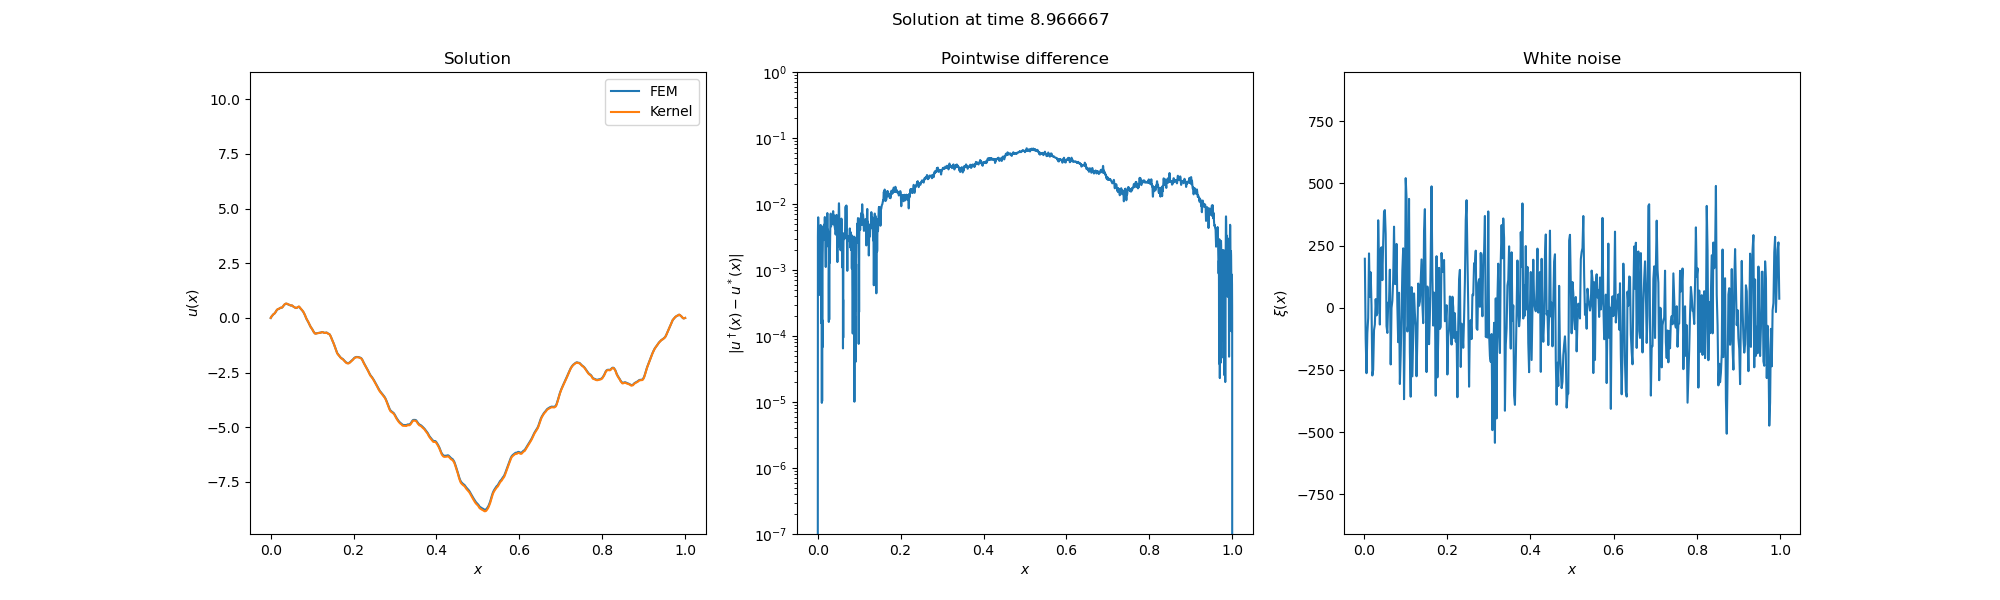 Solution at time 8.966667
Solution
10.0
7.5
5.0
2.5
0.0
−2.5
−5.0
−7.5
u(x)
0.0 0.2 0.4 0.6 0.8 1.0
x
FEM
Kernel
Pointwise difference
10⁰
10⁻¹
10⁻²
10⁻³
10⁻⁴
10⁻⁵
10⁻⁶
10⁻⁷
|u†(x) − u*(x)|
0.0 0.2 0.4 0.6 0.8 1.0
x
White noise
750
500
250
0
−250
−500
−750
ξ(x)
0.0 0.2 0.4 0.6 0.8 1.0
x